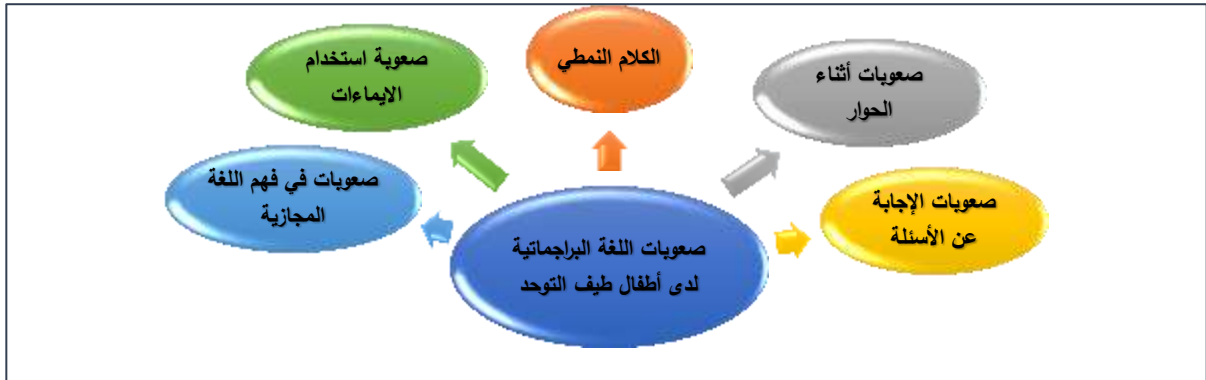 الكلام النمطي
صعوبة استخدام
الايماءات
صعوبات أثناء
الحوار
صعوبات في فهم اللغة
المجازية
صعوبات الإجابة
عن الأسئلة
صعوبات اللغة البراجماتية
لدى أطفال طيف التوحد